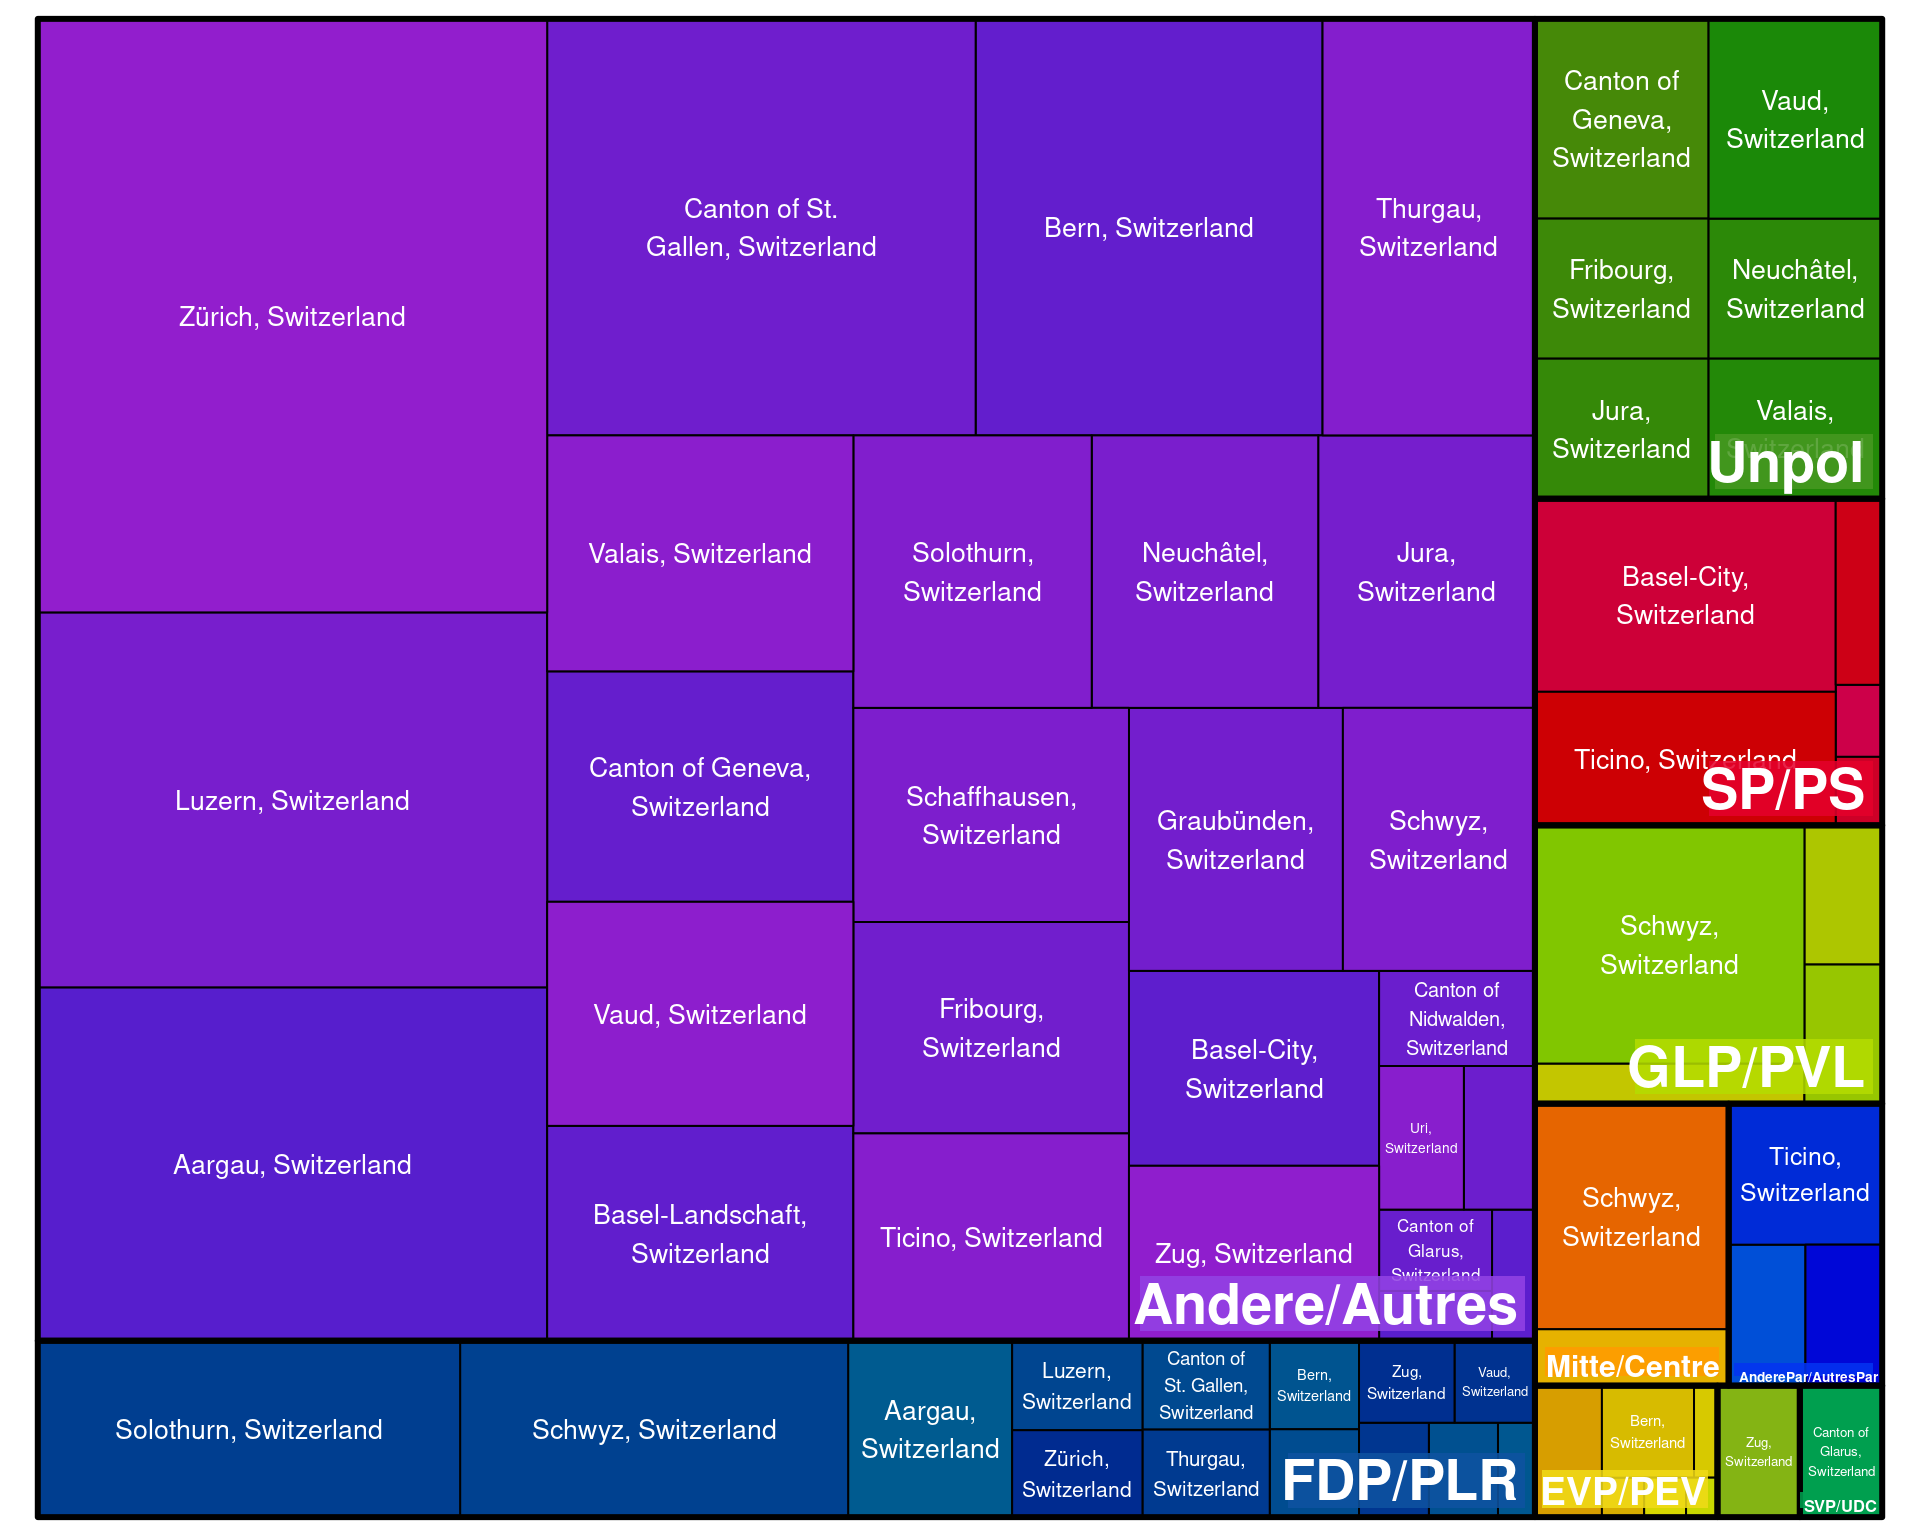 Zürich, Switzerland
Canton of St.
Gallen, Switzerland
Bern, Switzerland
Thurgau,
Switzerland
Luzern, Switzerland
Aargau, Switzerland
Valais, Switzerland
Solothurn,
Switzerland
Neuchâtel,
Switzerland
Jura,
Switzerland
Canton of Geneva,
Switzerland
Schaffhausen,
Switzerland
Graubünden,
Switzerland
Schwyz,
Switzerland
Vaud, Switzerland
Fribourg,
Switzerland
Basel-City,
Switzerland
Canton of
Nidwalden,
Switzerland
Uri,
Switzerland
Basel-Landschaft,
Switzerland
Ticino, Switzerland
Zug, Switzerland
Canton of
Glarus,
Switzerland
Andere/Autres
Solothurn, Switzerland
Schwyz, Switzerland
Aargau,
Switzerland
Luzern,
Switzerland
Zürich,
Switzerland
Canton of
St. Gallen,
Switzerland
Thurgau,
Switzerland
Bern,
Switzerland
Zug,
Switzerland
Vaud,
Switzerland
FDP/PLR
Canton of
Geneva,
Switzerland
Vaud,
Switzerland
Fribourg,
Switzerland
Neuchâtel,
Switzerland
Jura,
Switzerland
Valais,
Switzerland
Unpol
Basel-City,
Switzerland
Ticino, Switzerland
SP/PS
Schwyz,
Switzerland
GLP/PVL
Schwyz,
Switzerland
Mitte/Centre
Ticino,
Switzerland
AnderePar/AutresPar
Bern,
Switzerland
EVP/PEV
Zug,
Switzerland
Canton of
Glarus,
Switzerland
SVP/UDC